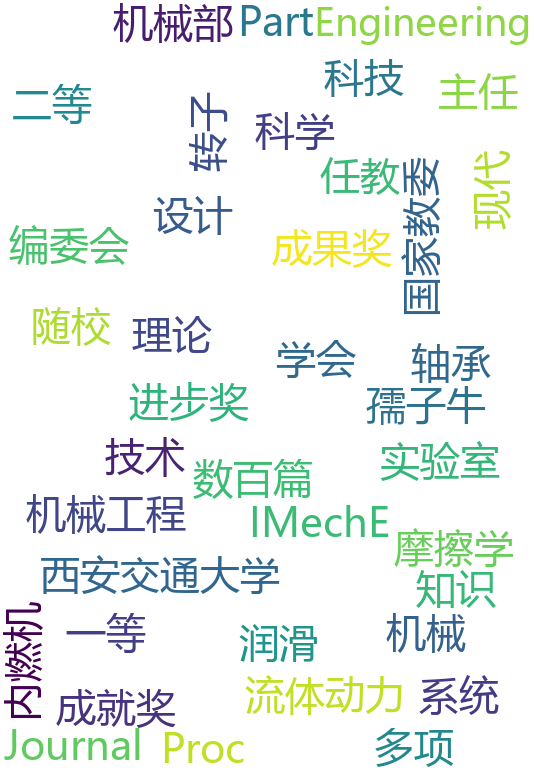 机械部
Part
Engineering
科技
主任
二等
转子
科学
任教
现代
国家教委
设计
编委会
成果奖
随校
理论
学会
轴承
进步奖
孺子牛
技术
数百篇
实验室
机械工程
IMechE
摩擦学
西安交通大学
知识
内燃机
一等
润滑
机械
成就奖
流体动力
系统
Journal
Proc
多项